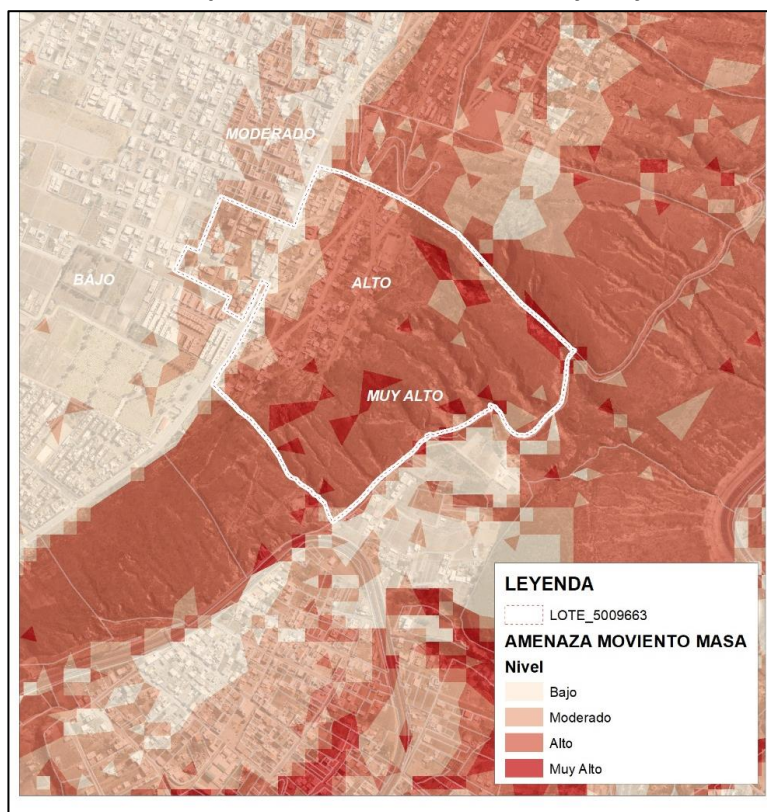 MODERADO
BAJO
ALTO
MUY ALTO
LEYENDA
LOTE_5009663
AMENAZA MOVIENTO MASA
Nivel
Bajo
Moderado
Alto
Muy Alto